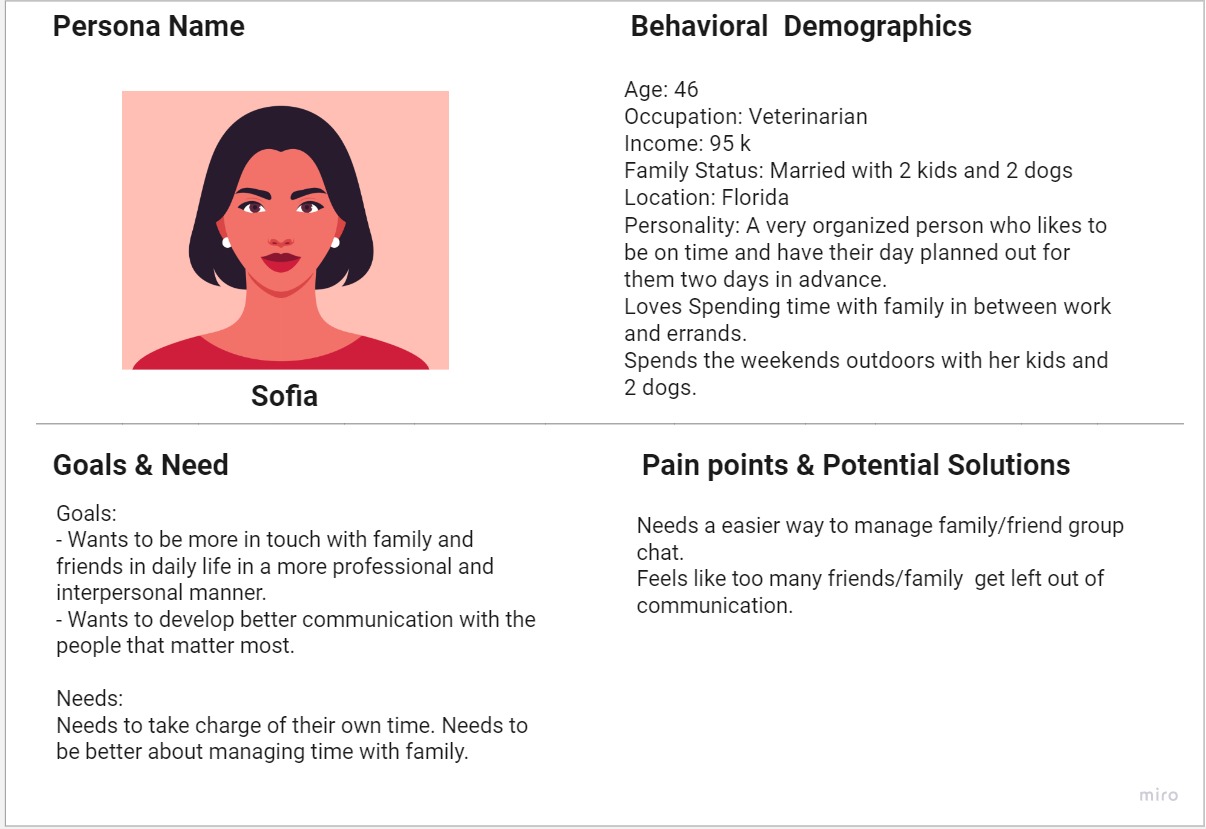 Persona Name
Sofia
Behavioral  Demographics
Age: 46
Occupation: Veterinarian
Income: 95 k
Family Status: Married with 2 kids and 2 dogs
Location: Florida
Personality: A very organized person who likes to
be on time and have their day planned out for
them two days in advance.
Loves Spending time with family in between work
and errands.
Spends the weekends outdoors with her kids and
2 dogs.
Goals & Need
Goals:
- Wants to be more in touch with family and
friends in daily life in a more professional and
interpersonal manner.
- Wants to develop better communication with the
people that matter most.
Needs:
Needs to take charge of their own time. Needs to
be better about managing time with family.
Pain points & Potential Solutions
Needs a easier way to manage family/friend group
chat.
Feels like too many friends/family  get left out of
communication.
miro